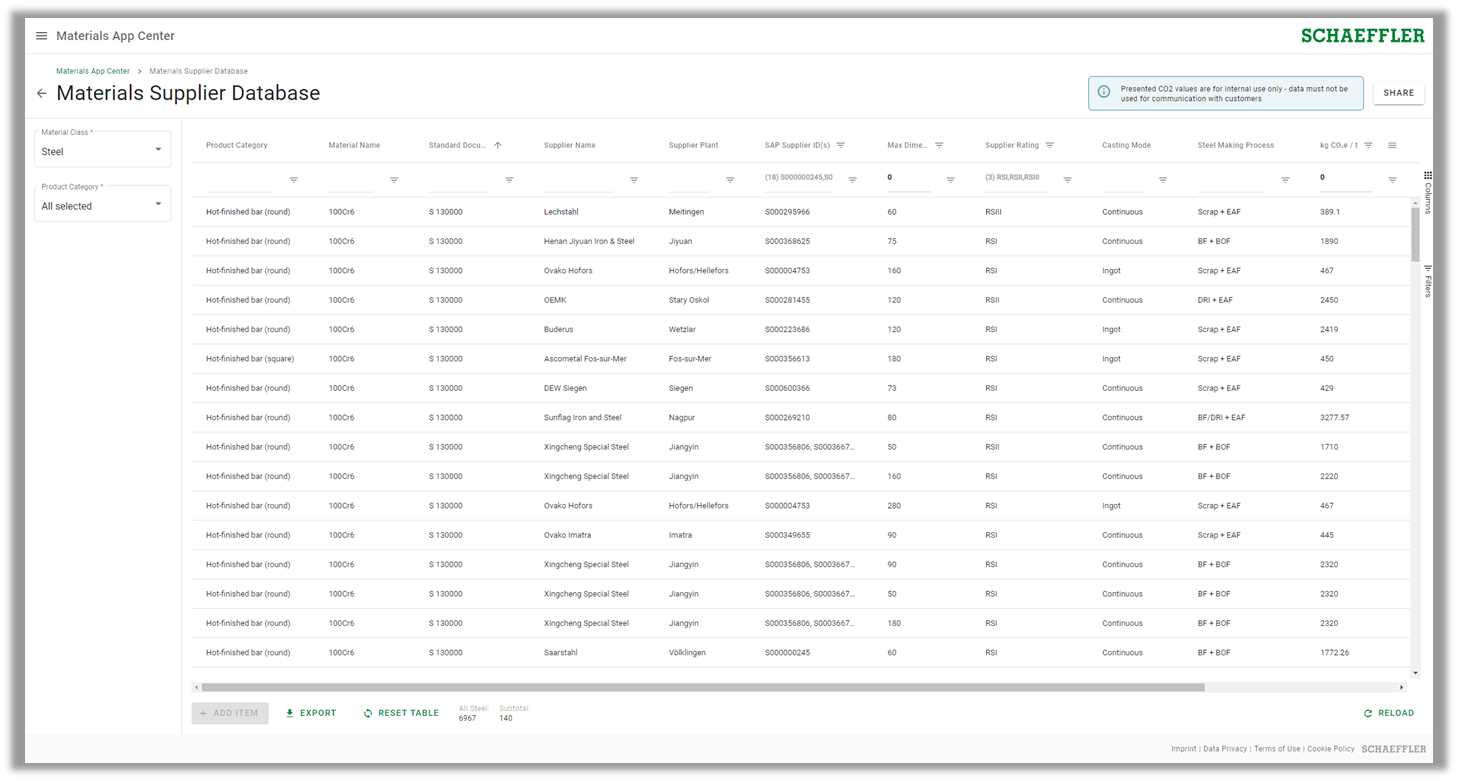 Materials App Center
SCHAEFFLER
Materials App Center > Materials Supplier Database
Materials Supplier Database
Presented CO2 values are for internal use only - data must not be
used for communication with customers
SHARE
Material Class *
Steel
Product Category *
All selected
Product Category Material Name Standard Docu... Supplier Name Supplier Plant SAP Supplier ID(s) Max Dime... Supplier Rating Casting Mode Steel Making Process kg CO₂e / t
(18) S000000245,S0 0 (3) RSI,RSII,RSIII 0
Hot-finished bar (round) 100Cr6 S 130000 Lechstahl Meitingen S000295966 60 RSIII Continuous Scrap + EAF 389.1
Hot-finished bar (round) 100Cr6 S 130000 Henan Jiyuan Iron & Steel Jiyuan S000368625 75 RSI Continuous BF + BOF 1890
Hot-finished bar (round) 100Cr6 S 130000 Ovako Hofors Hofors/Hellefors S000004753 160 RSI Ingot Scrap + EAF 467
Hot-finished bar (round) 100Cr6 S 130000 OEMK Stary Oskol S000281455 120 RSII Continuous DRI + EAF 2450
Hot-finished bar (round) 100Cr6 S 130000 Buderus Wetzlar S000223686 120 RSI Ingot Scrap + EAF 2419
Hot-finished bar (square) 100Cr6 S 130000 Ascometal Fos-sur-Mer Fos-sur-Mer S000356613 180 RSI Ingot Scrap + EAF 450
Hot-finished bar (round) 100Cr6 S 130000 DEW Siegen Siegen S000600366 73 RSI Continuous Scrap + EAF 429
Hot-finished bar (round) 100Cr6 S 130000 Sunflag Iron and Steel Nagpur S000269210 80 RSI Continuous BF/DRI + EAF 3277.57
Hot-finished bar (round) 100Cr6 S 130000 Xingcheng Special Steel Jiangyin S000356806, S0003667... 50 RSII Continuous BF + BOF 1710
Hot-finished bar (round) 100Cr6 S 130000 Xingcheng Special Steel Jiangyin S000356806, S0003667... 160 RSI Continuous BF + BOF 2220
Hot-finished bar (round) 100Cr6 S 130000 Ovako Hofors Hofors/Hellefors S000004753 280 RSI Ingot Scrap + EAF 467
Hot-finished bar (round) 100Cr6 S 130000 Ovako Imatra Imatra S000349655 90 RSI Continuous Scrap + EAF 445
Hot-finished bar (round) 100Cr6 S 130000 Xingcheng Special Steel Jiangyin S000356806, S0003667... 90 RSI Continuous BF + BOF 2320
Hot-finished bar (round) 100Cr6 S 130000 Xingcheng Special Steel Jiangyin S000356806, S0003667... 50 RSI Continuous BF + BOF 2320
Hot-finished bar (round) 100Cr6 S 130000 Xingcheng Special Steel Jiangyin S000356806, S0003667... 180 RSI Continuous BF + BOF 2320
Hot-finished bar (round) 100Cr6 S 130000 Saarstahl Völklingen S000000245 60 RSI Continuous BF + BOF 1772.26
Columns
Filters
+ ADD ITEM EXPORT RESET TABLE
All Steel: Subtotal:
6967 140
RELOAD
Imprint | Data Privacy | Terms of Use | Cookie Policy SCHAEFFLER